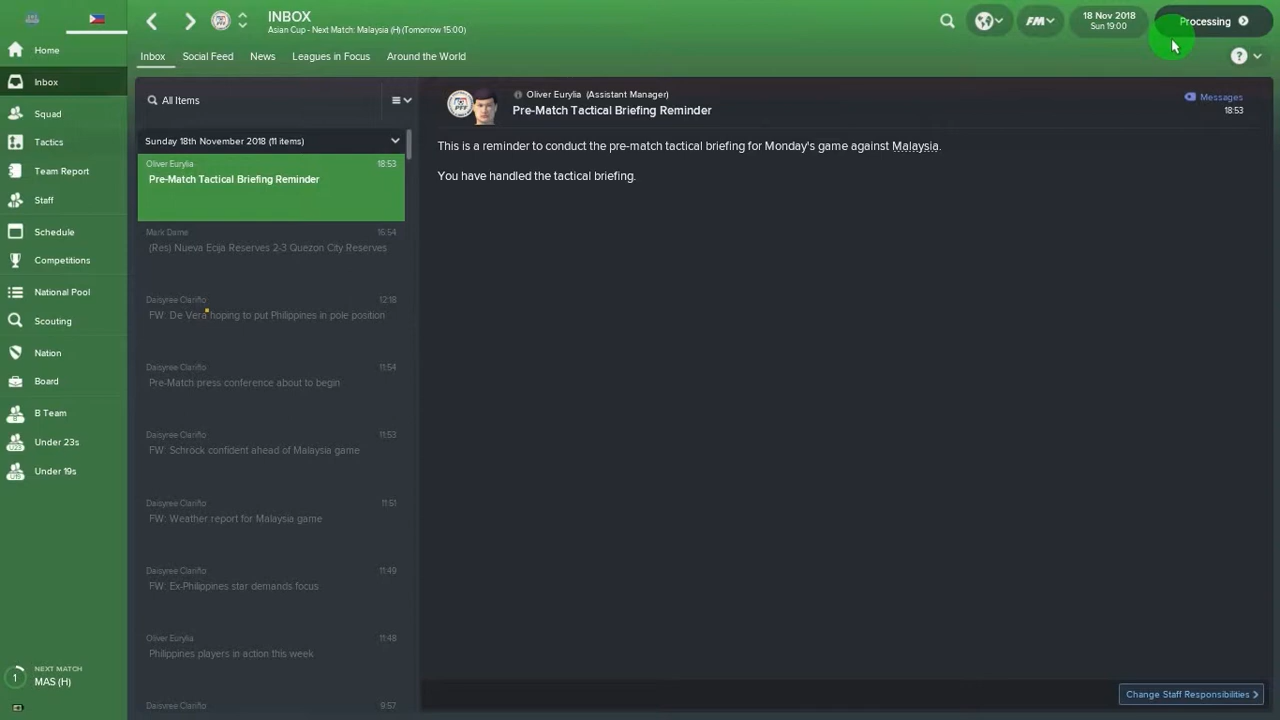 INBOX
Asian Cup - Next Match: Malaysia (H) (Tomorrow 15:00)
FM
18 Nov 2018
Sun 19:00
Processing
Home
Inbox
Squad
Tactics
Team Report
Staff
Schedule
Competitions
National Pool
Scouting
Nation
Board
B Team
Under 23s
Under 19s
1
NEXT MATCH
MAS (H)
Inbox
Social Feed
News
Leagues in Focus
Around the World
?
All Items
Sunday 18th November 2018 (11 items)
Oliver Eurylia 18:53
Pre-Match Tactical Briefing Reminder
Mark Dame 15:54
(Res) Nueva Ecija Reserves 2-3 Quezon City Reserves
Daisyree Clariño 12:18
FW: De Vera hoping to put Philippines in pole position
Daisyree Clariño 11:54
Pre-Match press conference about to begin
Daisyree Clariño 11:53
FW: Schröck confident ahead of Malaysia game
Daisyree Clariño 11:51
FW: Weather report for Malaysia game
Daisyree Clariño 11:49
FW: Ex-Philippines star demands focus
Oliver Eurylia 11:48
Philippines players in action this week
Daisyree Clariño 9:57
PFF
Oliver Eurylia (Assistant Manager)
Pre-Match Tactical Briefing Reminder
Messages
18:53
This is a reminder to conduct the pre-match tactical briefing for Monday's game against Malaysia.
You have handled the tactical briefing.
Change Staff Responsibilities